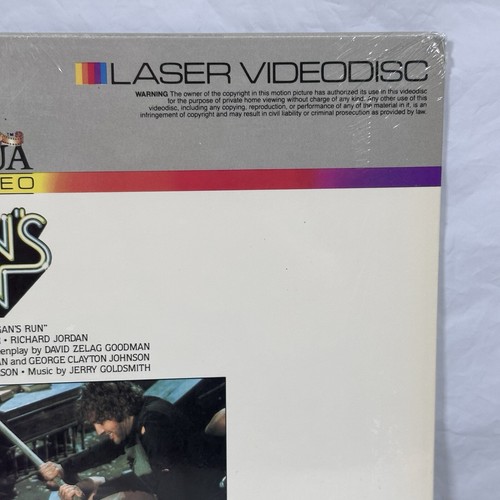 LASER VIDEODISC
WARNING The owner of the copyright in this motion picture has authorized its use in this videodisc
for the purpose of private home viewing without charge of any kind. Any other use of this
videodisc, including any copying, reproduction, or performance of any of the material in it, is an
infringement of copyright and may result in civil liability or criminal prosecution as provided by law.
UA
EO
N'S
GAN'S RUN"
• RICHARD JORDAN
enplay by DAVID ZELAG GOODMAN
AN and GEORGE CLAYTON JOHNSON
SON • Music by JERRY GOLDSMITH